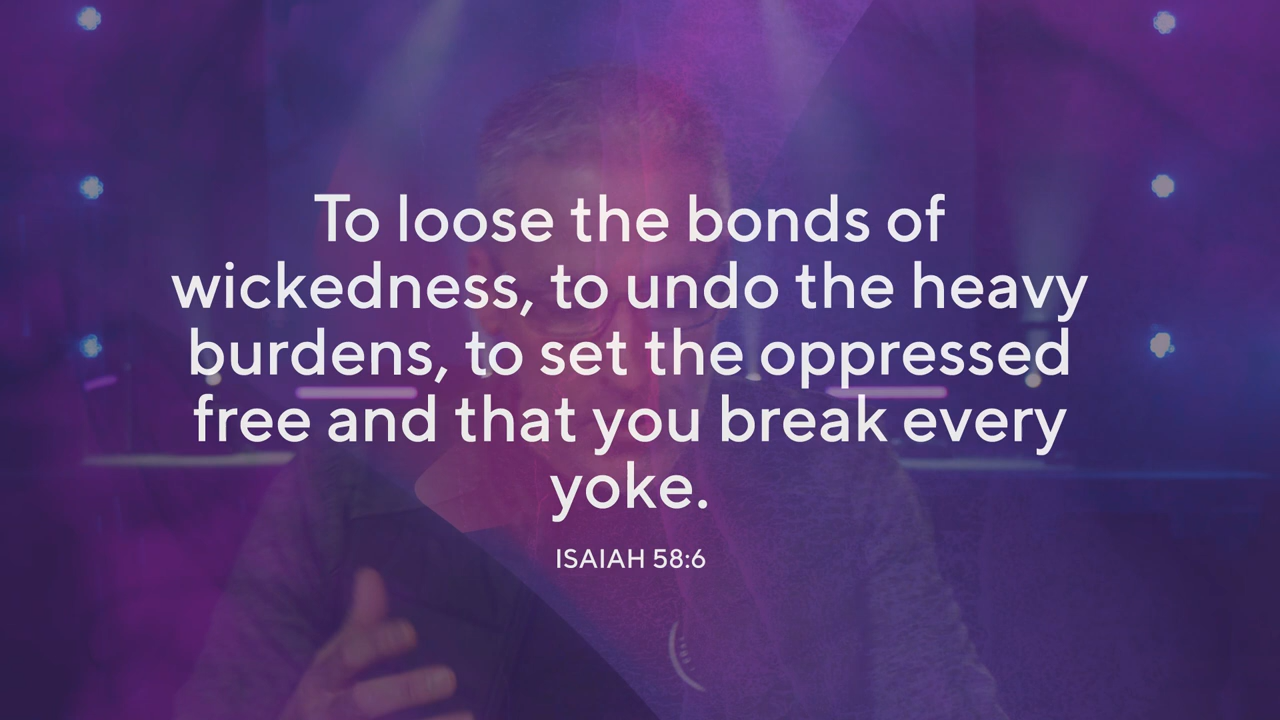 To loose the bonds of
wickedness, to undo the heavy
burdens, to set the oppressed
free and that you break every
yoke.
ISAIAH 58:6